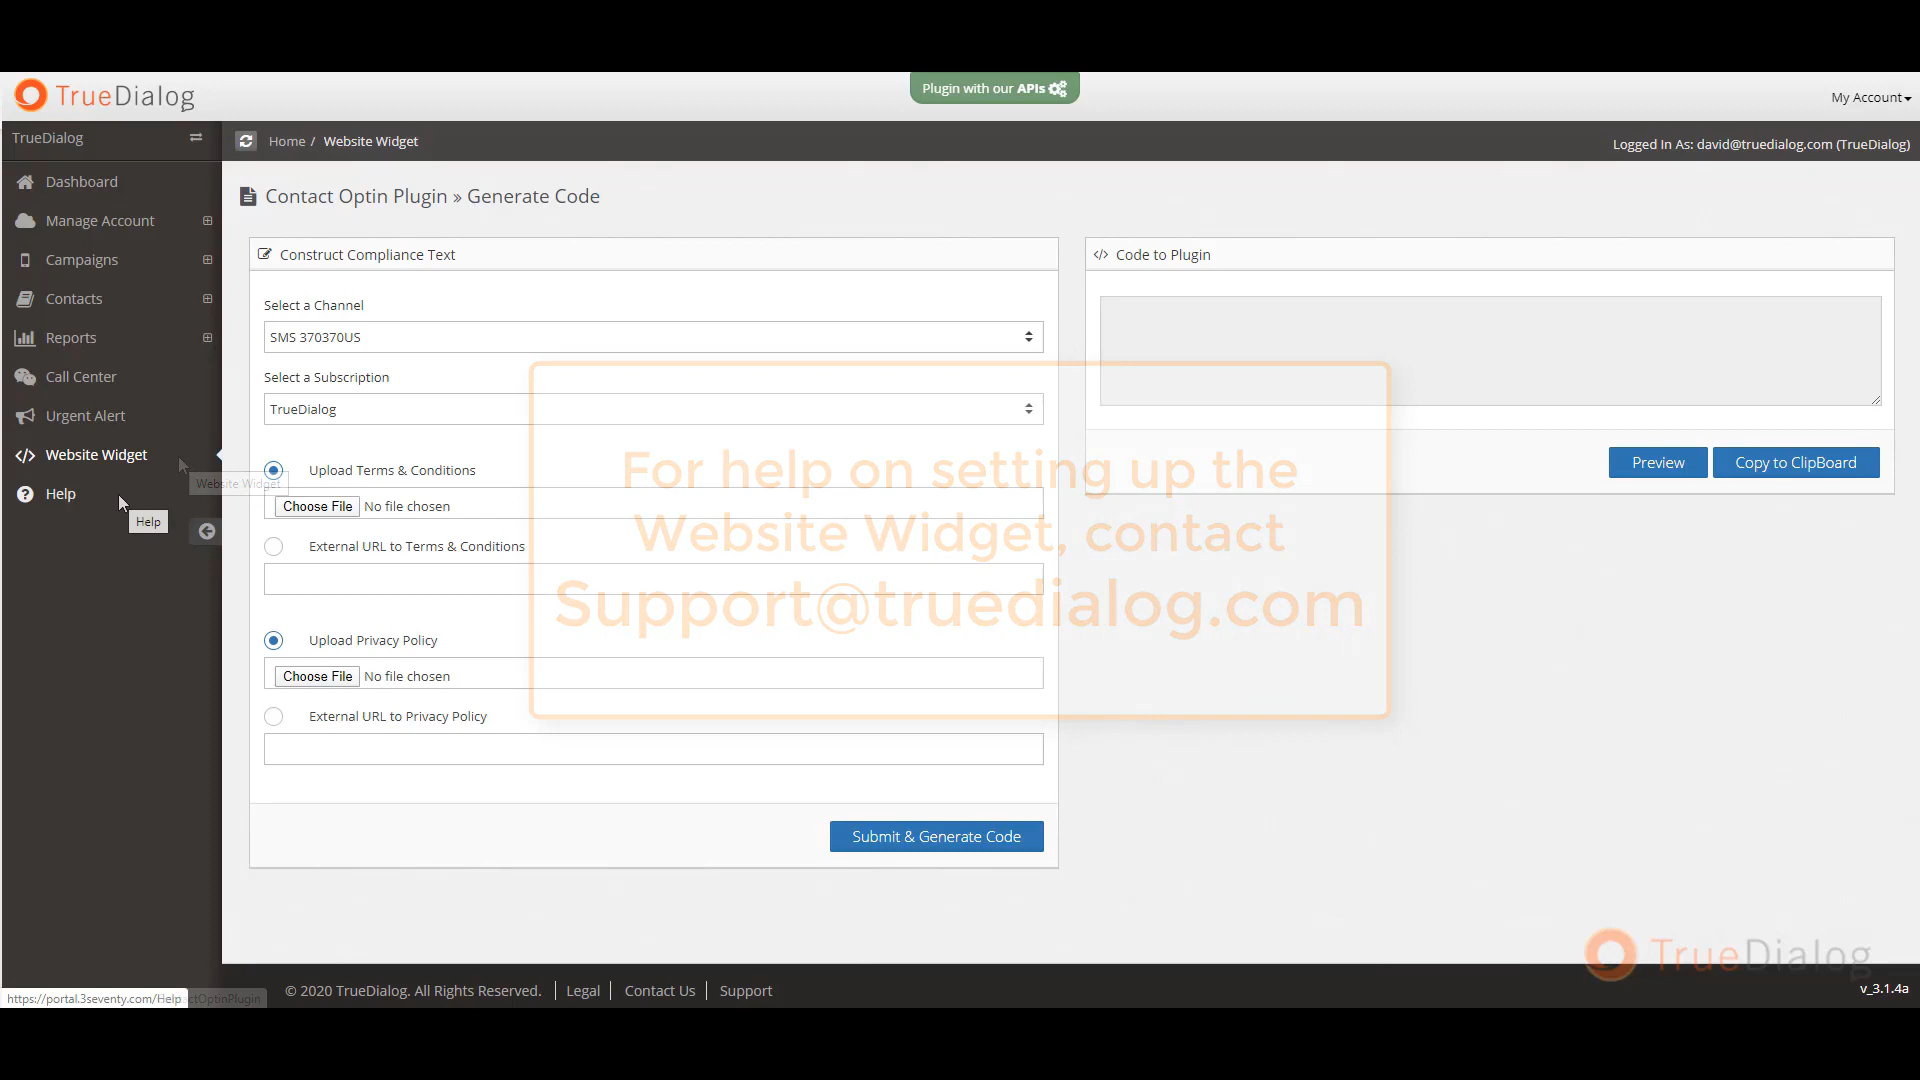 TrueDialog
Plugin with our APIs
My Account
TrueDialog
Home / Website Widget
Logged In As: david@truedialog.com (TrueDialog)
Dashboard
Manage Account
Campaigns
Contacts
Reports
Call Center
Urgent Alert
Website Widget
Website Widget
Help
Help
Contact Optin Plugin » Generate Code
Construct Compliance Text
Select a Channel
SMS 370370US
Select a Subscription
TrueDialog
Upload Terms & Conditions
Choose File No file chosen
External URL to Terms & Conditions
Upload Privacy Policy
Choose File No file chosen
External URL to Privacy Policy
Submit & Generate Code
</> Code to Plugin
Preview
Copy to ClipBoard
For help on setting up the
Website Widget, contact
Support@truedialog.com
TrueDialog
https://portal.3seventy.com/Help
actOptinPlugin
© 2020 TrueDialog. All Rights Reserved. | Legal | Contact Us | Support
v_3.1.4a